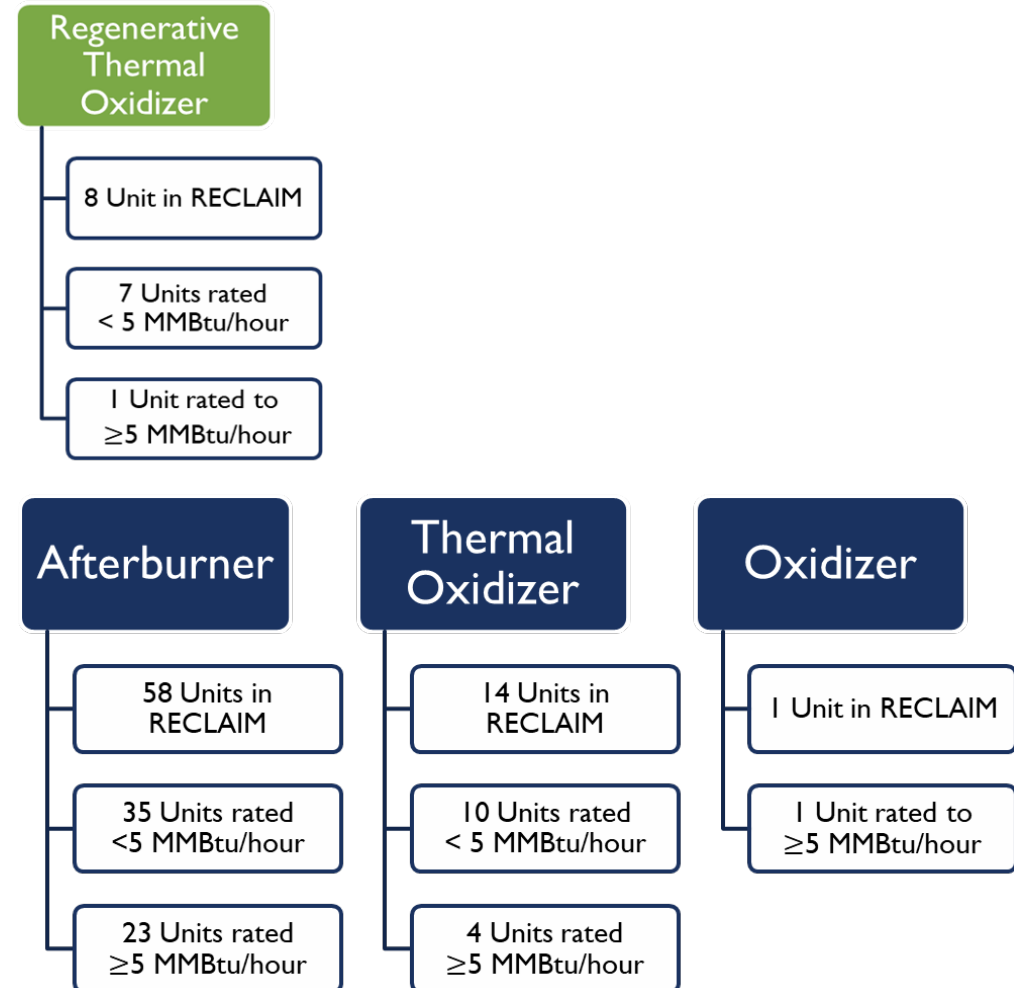 Regenerative
Thermal
Oxidizer
8 Unit in RECLAIM
7 Units rated
< 5 MMBtu/hour
1 Unit rated to
≥5 MMBtu/hour
Afterburner
58 Units in
RECLAIM
35 Units rated
<5 MMBtu/hour
23 Units rated
≥5 MMBtu/hour
Thermal
Oxidizer
14 Units in
RECLAIM
10 Units rated
< 5 MMBtu/hour
4 Units rated
≥5 MMBtu/hour
Oxidizer
1 Unit in RECLAIM
1 Unit rated to
≥5 MMBtu/hour